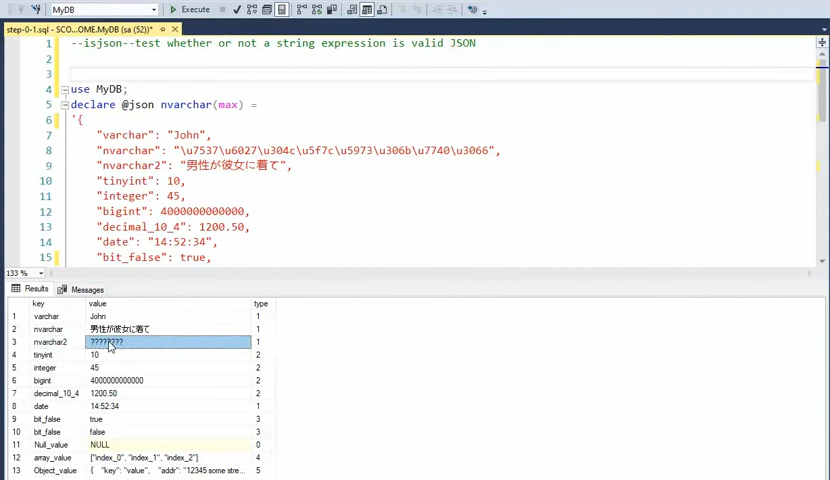 MyDB
Execute
step-0-1.sql - SCO...OME.MyDB (sa (52))*
1 --isjson--test whether or not a string expression is valid JSON
2
3
4 use MyDB;
5 declare @json nvarchar(max) =
6 '{
7 "varchar": "John",
8 "nvarchar": "\u7537\u6027\u304c\u5f7c\u5973\u306b\u7740\u3066",
9 "nvarchar2": "男性が彼女に着て",
10 "tinyint": 10,
11 "integer": 45,
12 "bigint": 4000000000000,
13 "decimal_10_4": 1200.50,
14 "date": "14:52:34",
15 "bit_false": true,
133 %
Results Messages
key value type
1 varchar John 1
2 nvarchar 男性が彼女に着て 1
3 nvarchar2 ???????? 1
4 tinyint 10 2
5 integer 45 2
6 bigint 4000000000000 2
7 decimal_10_4 1200.50 2
8 date 14:52:34 1
9 bit_false true 3
10 bit_false false 3
11 Null_value NULL 0
12 array_value ["index_0", "index_1", "index_2"] 4
13 Object_value { "key": "value", "addr": "12345 some stre... 5